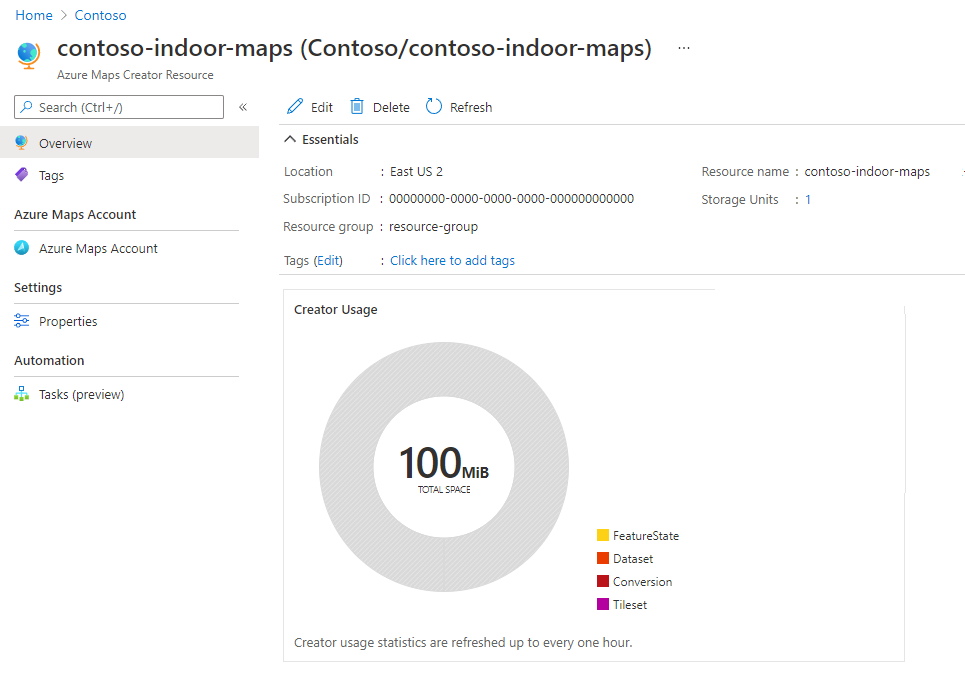 Home > Contoso
contoso-indoor-maps (Contoso/contoso-indoor-maps) ...
Azure Maps Creator Resource
Search (Ctrl+/) «
Overview
Tags
Azure Maps Account
Azure Maps Account
Settings
Properties
Automation
Tasks (preview)
Edit Delete Refresh
Essentials
Location : East US 2
Subscription ID : 00000000-0000-0000-0000-000000000000
Resource group : resource-group
Resource name : contoso-indoor-maps
Storage Units : 1
Tags (Edit) : Click here to add tags
Creator Usage
100MiB
TOTAL SPACE
FeatureState
Dataset
Conversion
Tileset
Creator usage statistics are refreshed up to every one hour.